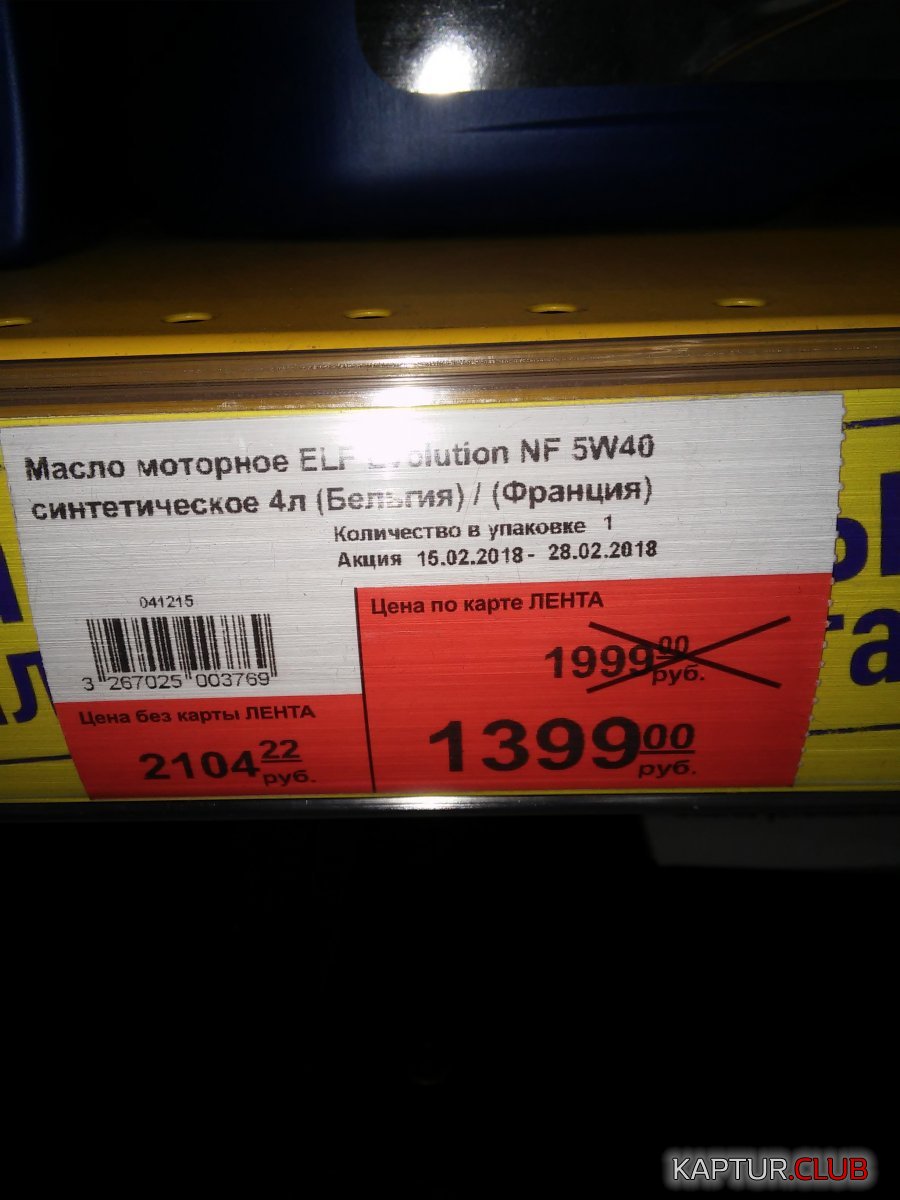 Масло моторное ELF Evolution NF 5W40
синтетическое 4л (Бельгия) / (Франция)
Количество в упаковке 1
Акция 15.02.2018- 28.02.2018
041215
3 267025 003769
Цена без карты ЛЕНТА
2104 22
руб.
Цена по карте ЛЕНТА
1999 00
руб.
1399 00
руб.
KAPTUR.CLUB